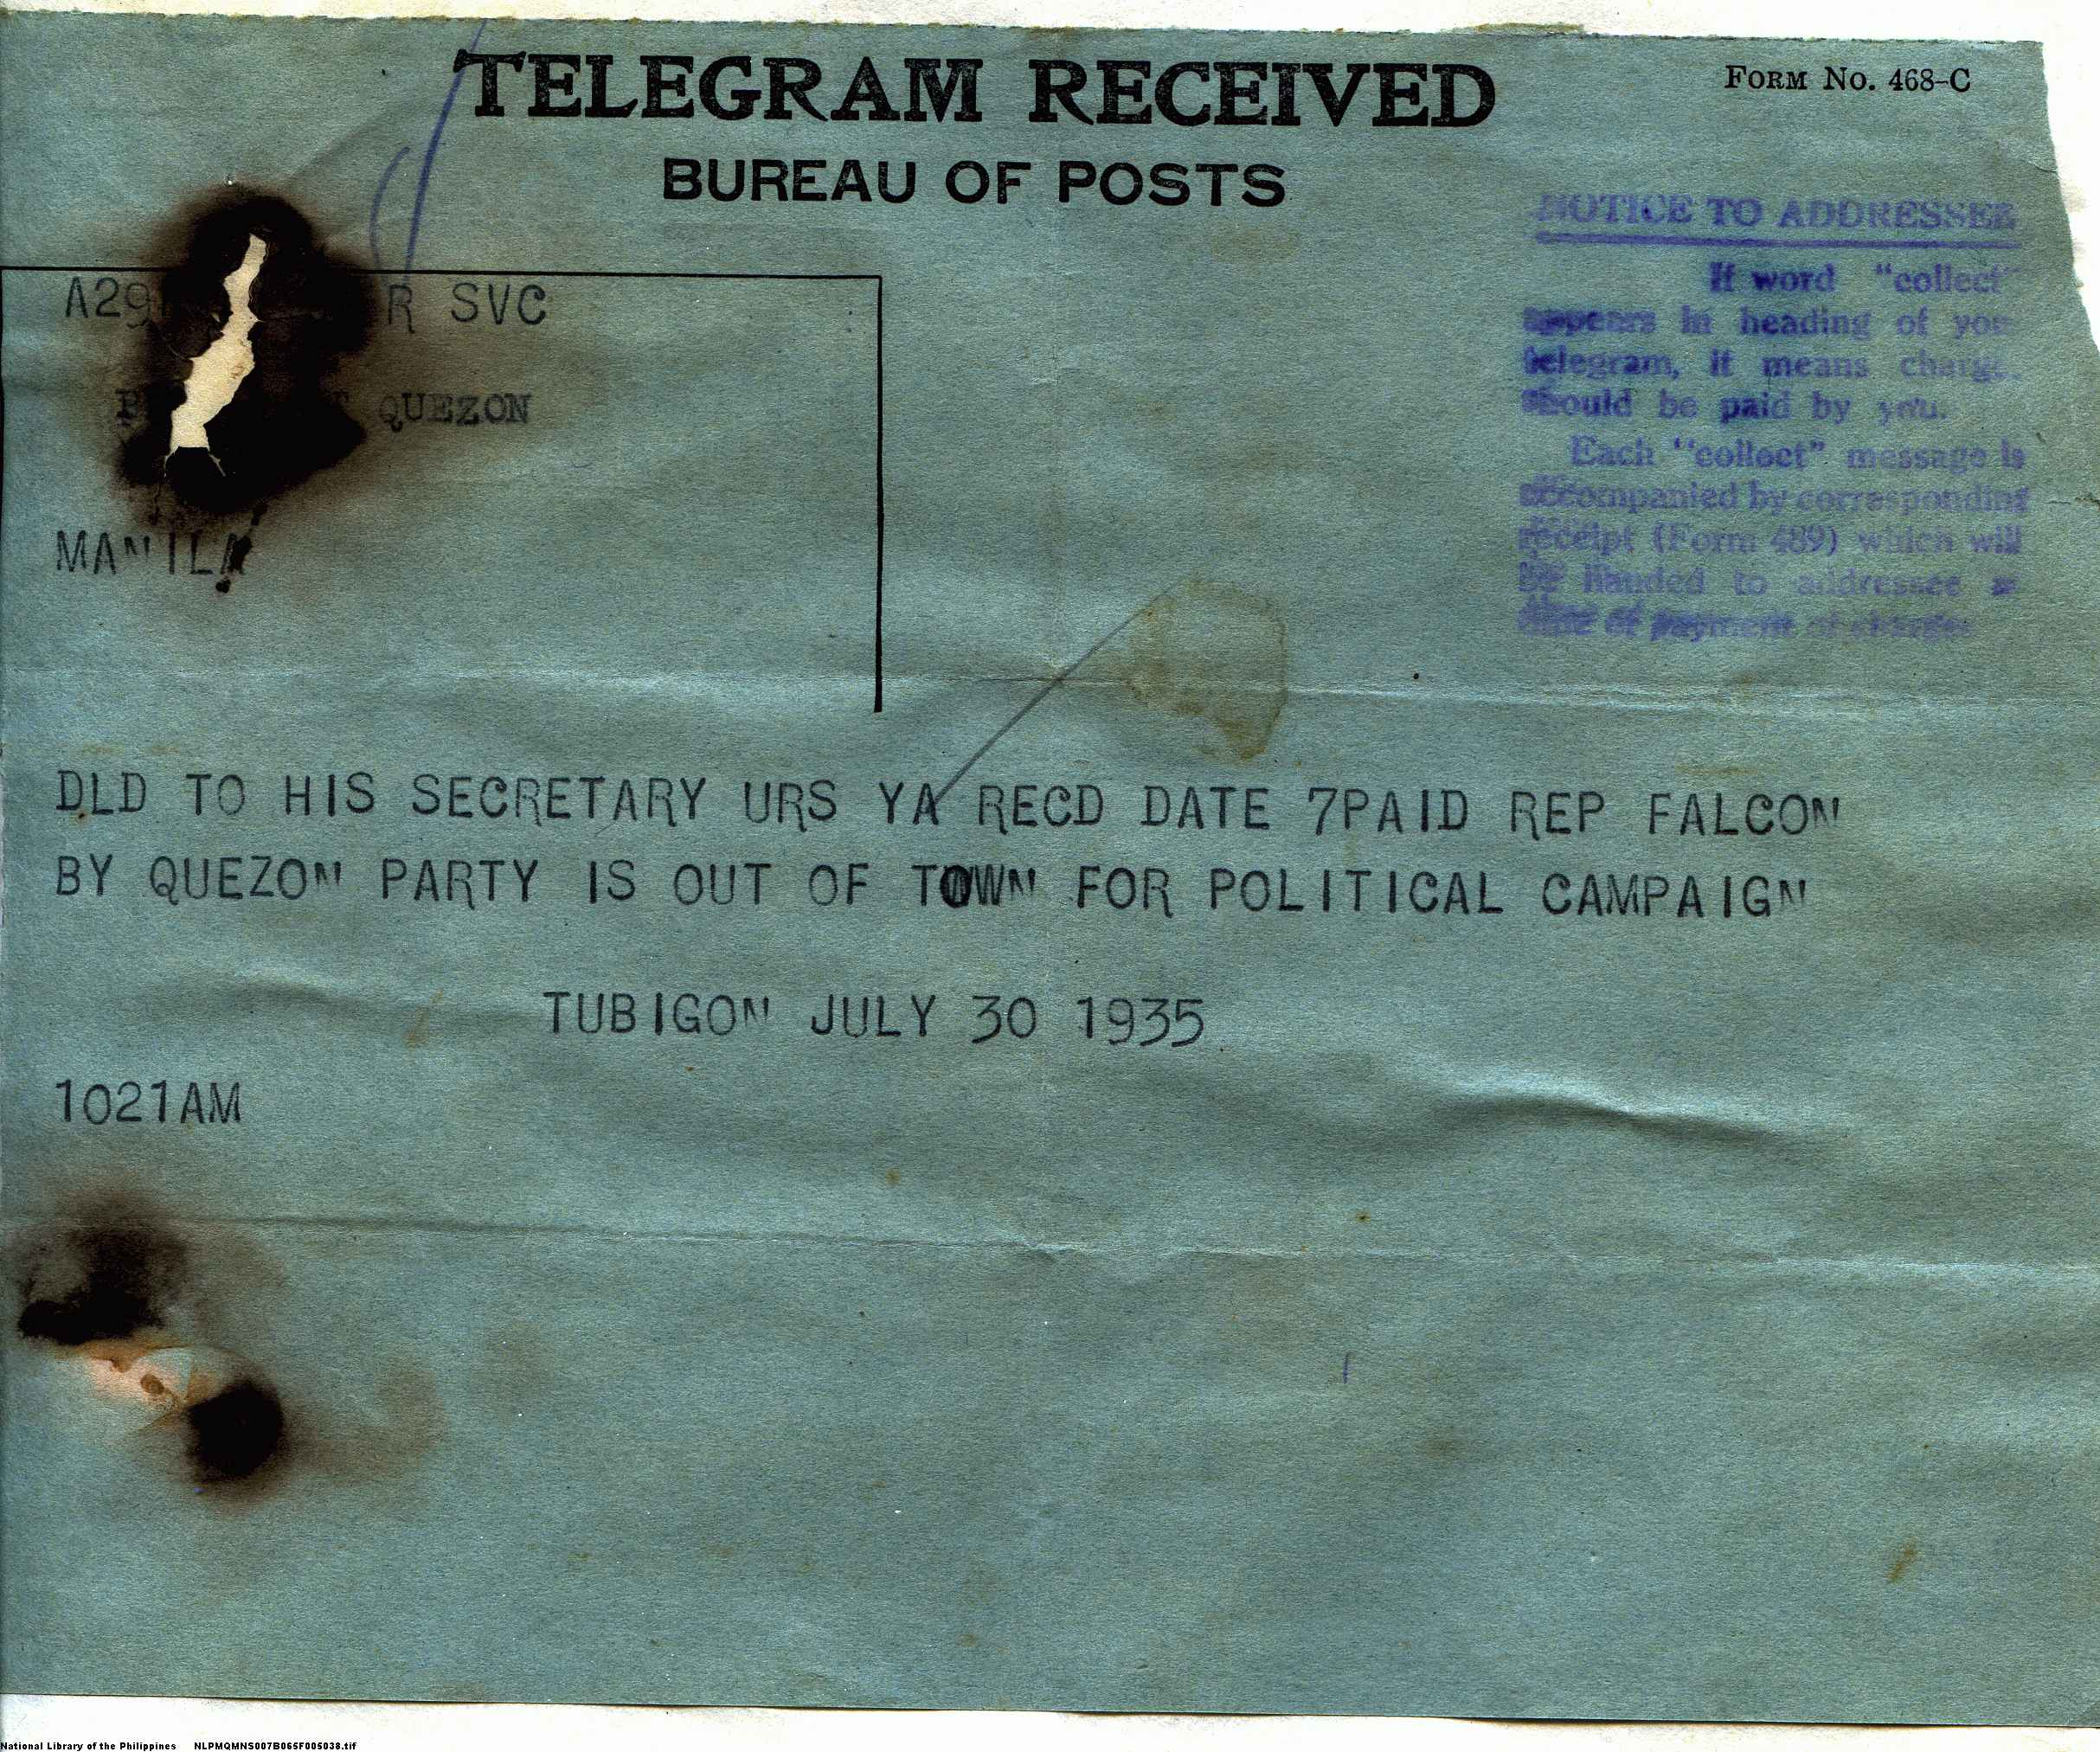 TELEGRAM RECEIVED
FORM NO. 468-C
BUREAU OF POSTS
NOTICE TO ADDRESSEE
If word "collect"
appears in heading of you
telegram, it means charge
should be paid by you.
Each "collect" message is
accompanied by corresponding
receipt (Form 489) which will
be handed to addressee
time of payment of charges
R SVC
QUEZON
MANILA
DLD TO HIS SECRETARY URS YA RECD DATE 7PAID REP FALCON
BY QUEZON PARTY IS OUT OF TOWN FOR POLITICAL CAMPAIGN
TUBIGON JULY 30 1935
1021AM
National Library of the Philippines NLPMQMNS007B065F005038.tif